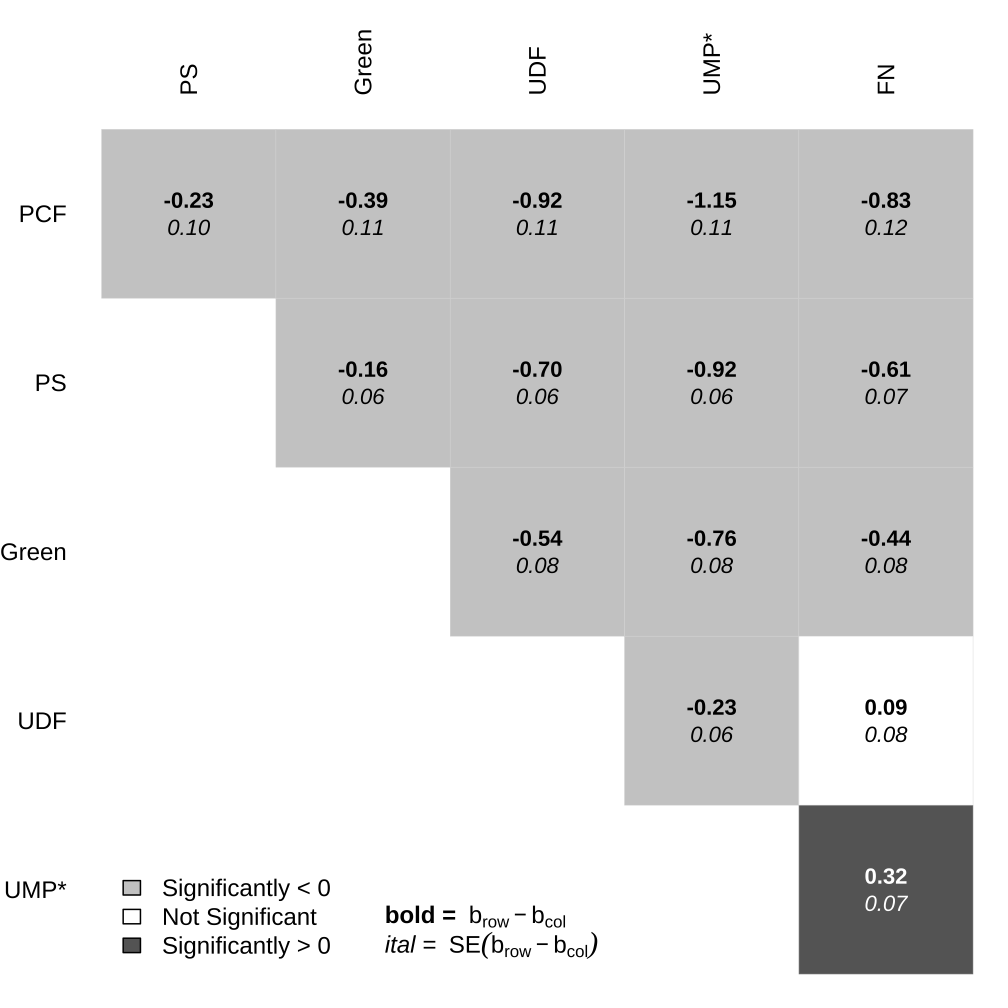 PS Green UDF UMP* FN
PCF -0.23 -0.39 -0.92 -1.15 -0.83
0.10 0.11 0.11 0.11 0.12
PS -0.16 -0.70 -0.92 -0.61
0.06 0.06 0.06 0.07
Green -0.54 -0.76 -0.44
0.08 0.08 0.08
UDF -0.23 0.09
0.06 0.08
UMP* 0.32
0.07
Significantly < 0
Not Significant
Significantly > 0
bold = brow − bcol
ital = SE(brow − bcol)